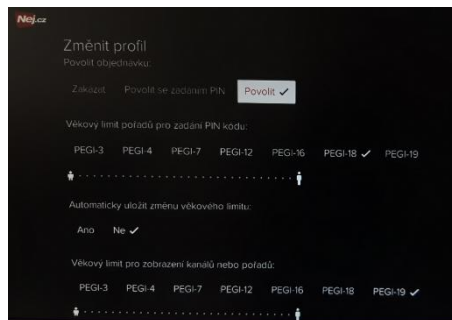 Nej.cz
Změnit profil
Povolit objednávku:
Zakázat Povolit se zadáním PIN Povolit ✓
Věkový limit pořadů pro zadání PIN kódu:
PEGI-3 PEGI-4 PEGI-7 PEGI-12 PEGI-16 PEGI-18 ✓ PEGI-19
Automaticky uložit změnu věkového limitu:
Ano Ne ✓
Věkový limit pro zobrazení kanálů nebo pořadů:
PEGI-3 PEGI-4 PEGI-7 PEGI-12 PEGI-16 PEGI-18 PEGI-19 ✓